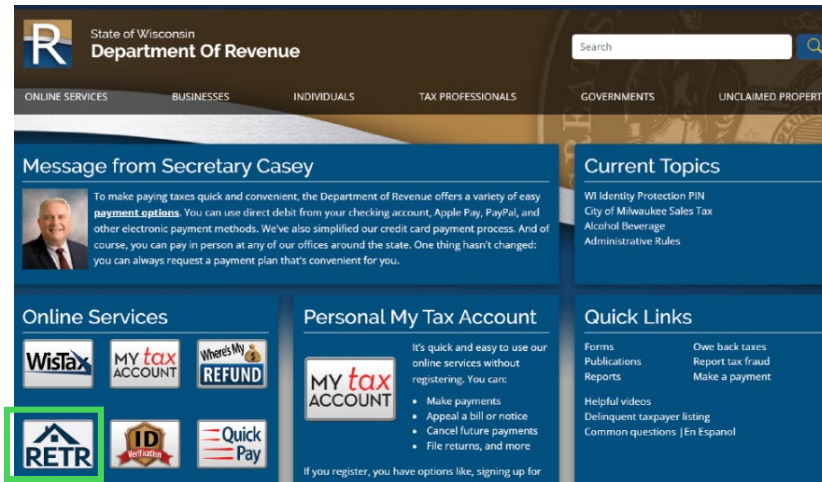 R
State of Wisconsin
Department Of Revenue
Search
ONLINE SERVICES BUSINESSES INDIVIDUALS TAX PROFESSIONALS GOVERNMENTS UNCLAIMED PROPERT
Message from Secretary Casey
To make paying taxes quick and convenient, the Department of Revenue offers a variety of easy
payment options. You can use direct debit from your checking account, Apple Pay, PayPal, and
other electronic payment methods. We've also simplified our credit card payment process. And of
course, you can pay in person at any of our offices around the state. One thing hasn't changed:
you can always request a payment plan that's convenient for you.
Current Topics
WI Identity Protection PIN
City of Milwaukee Sales Tax
Alcohol Beverage
Administrative Rules
Online Services
WisTax
MY tax
ACCOUNT
Where's My
REFUND
RETR
ID
Verification
Quick
Pay
Personal My Tax Account
MY tax
ACCOUNT
It's quick and easy to use our
online services without
registering. You can:
• Make payments
• Appeal a bill or notice
• Cancel future payments
• File returns, and more
If you register, you have options like, signing up for
Quick Links
Forms
Publications
Reports
Owe back taxes
Report tax fraud
Make a payment
Helpful videos
Delinquent taxpayer listing
Common questions |En Espanol